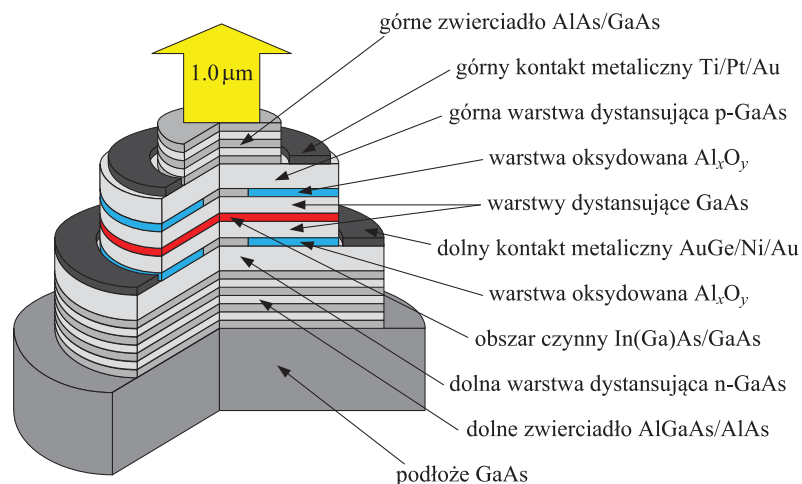 górne zwierciadło AlAs/GaAs
1.0 μm
górny kontakt metaliczny Ti/Pt/Au
górna warstwa dystansująca p-GaAs
warstwa oksydowana AlₓOᵧ
warstwy dystansujące GaAs
dolny kontakt metaliczny AuGe/Ni/Au
warstwa oksydowana AlₓOᵧ
obszar czynny In(Ga)As/GaAs
dolna warstwa dystansująca n-GaAs
dolne zwierciadło AlGaAs/AlAs
podłoże GaAs